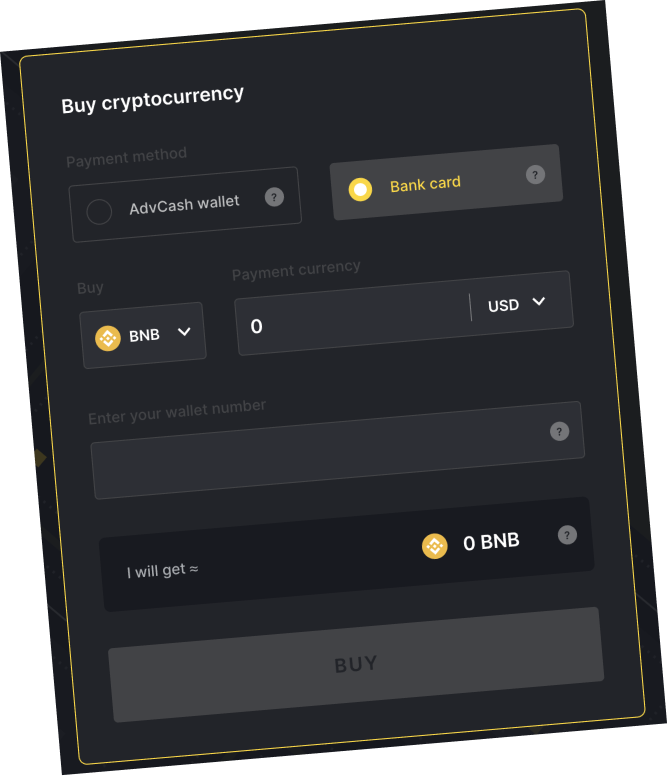 Buy cryptocurrency
Payment method
AdvCash wallet ?
Bank card ?
Buy
Payment currency
BNB
0
USD
Enter your wallet number
?
I will get ≈
0 BNB ?
BUY